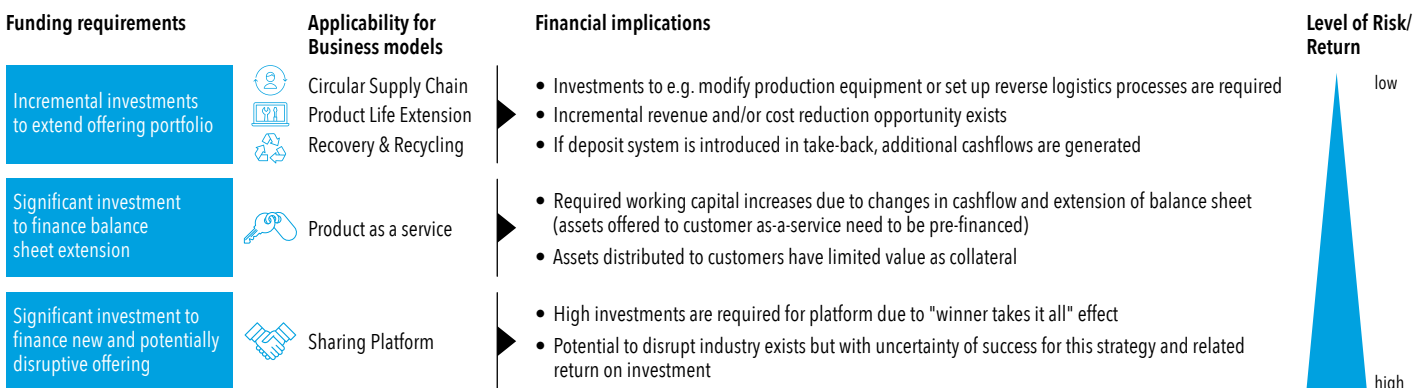 Funding requirements
Applicability for
Business models
Financial implications
Level of Risk/
Return
Incremental investments
to extend offering portfolio
Circular Supply Chain
Product Life Extension
Recovery & Recycling
• Investments to e.g. modify production equipment or set up reverse logistics processes are required
• Incremental revenue and/or cost reduction opportunity exists
• If deposit system is introduced in take-back, additional cashflows are generated
low
Significant investment
to finance balance
sheet extension
Product as a service
• Required working capital increases due to changes in cashflow and extension of balance sheet
(assets offered to customer as-a-service need to be pre-financed)
• Assets distributed to customers have limited value as collateral
Significant investment to
finance new and potentially
disruptive offering
Sharing Platform
• High investments are required for platform due to "winner takes it all" effect
• Potential to disrupt industry exists but with uncertainty of success for this strategy and related
return on investment
high